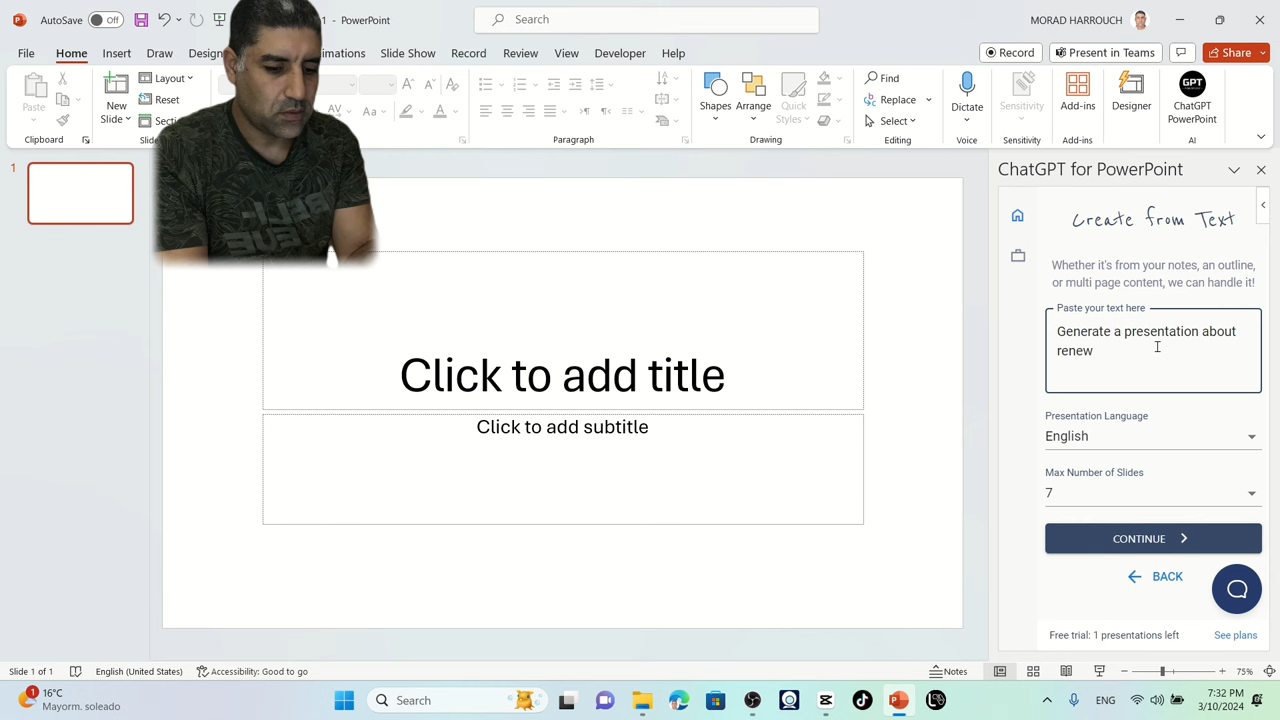 AutoSave
Off
1 - PowerPoint
Search
MORAD HARROUCH
File
Home
Insert
Draw
Slide Show
Record
Review
View
Developer
Help
Record
Present in Teams
Share
Paste
Clipboard
New
Slide
Layout
Reset
Aa
Paragraph
Shapes
Arrange
Quick
Styles
Drawing
Find
Replace
Select
Editing
Dictate
Voice
Sensitivity
Sensitivity
Add-ins
Add-ins
Designer
GPT
ChatGPT
PowerPoint
AI
1
Click to add title
Click to add subtitle
ChatGPT for PowerPoint
Create from Text
Whether it's from your notes, an outline,
or multi page content, we can handle it!
Paste your text here
Generate a presentation about
renew
Presentation Language
English
Max Number of Slides
7
CONTINUE
BACK
Free trial: 1 presentations left
See plans
Slide 1 of 1
English (United States)
Accessibility: Good to go
Notes
75%
1
16°C
Mayorm. soleado
Search
ENG
7:32 PM
3/10/2024